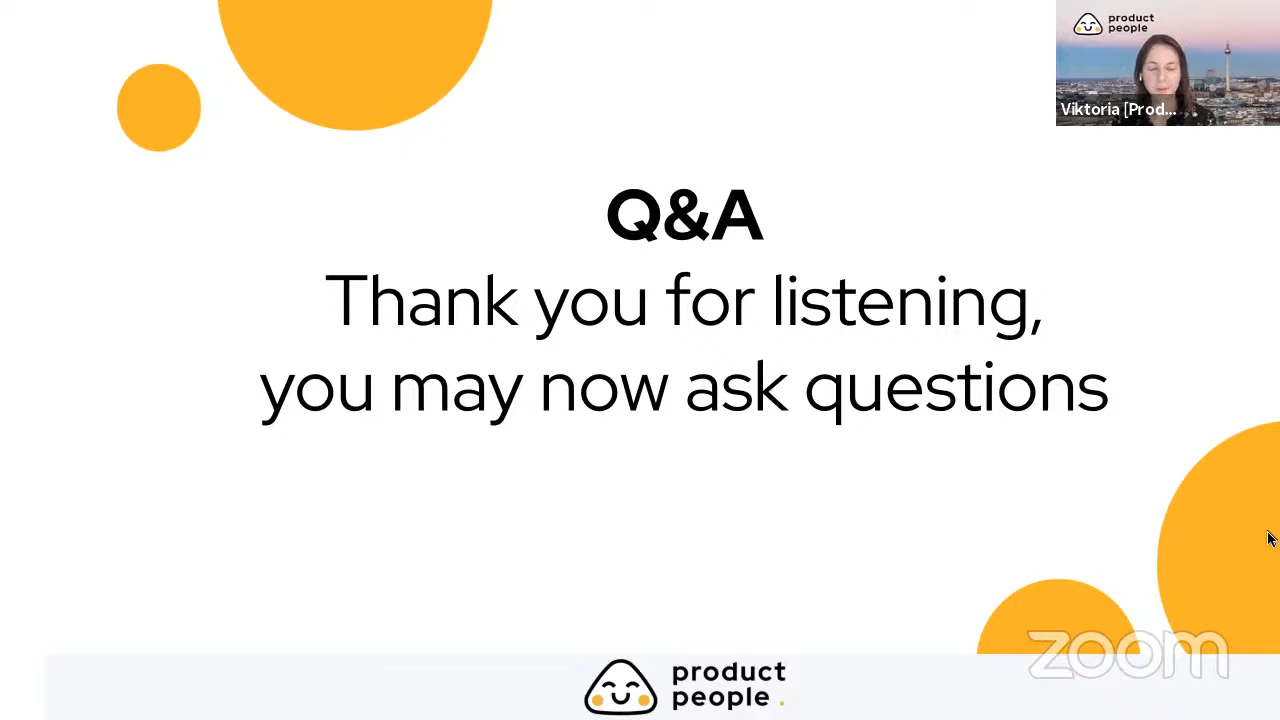 product
people
Viktoria [Prod...
Q&A
Thank you for listening,
you may now ask questions
zoom
product
people.